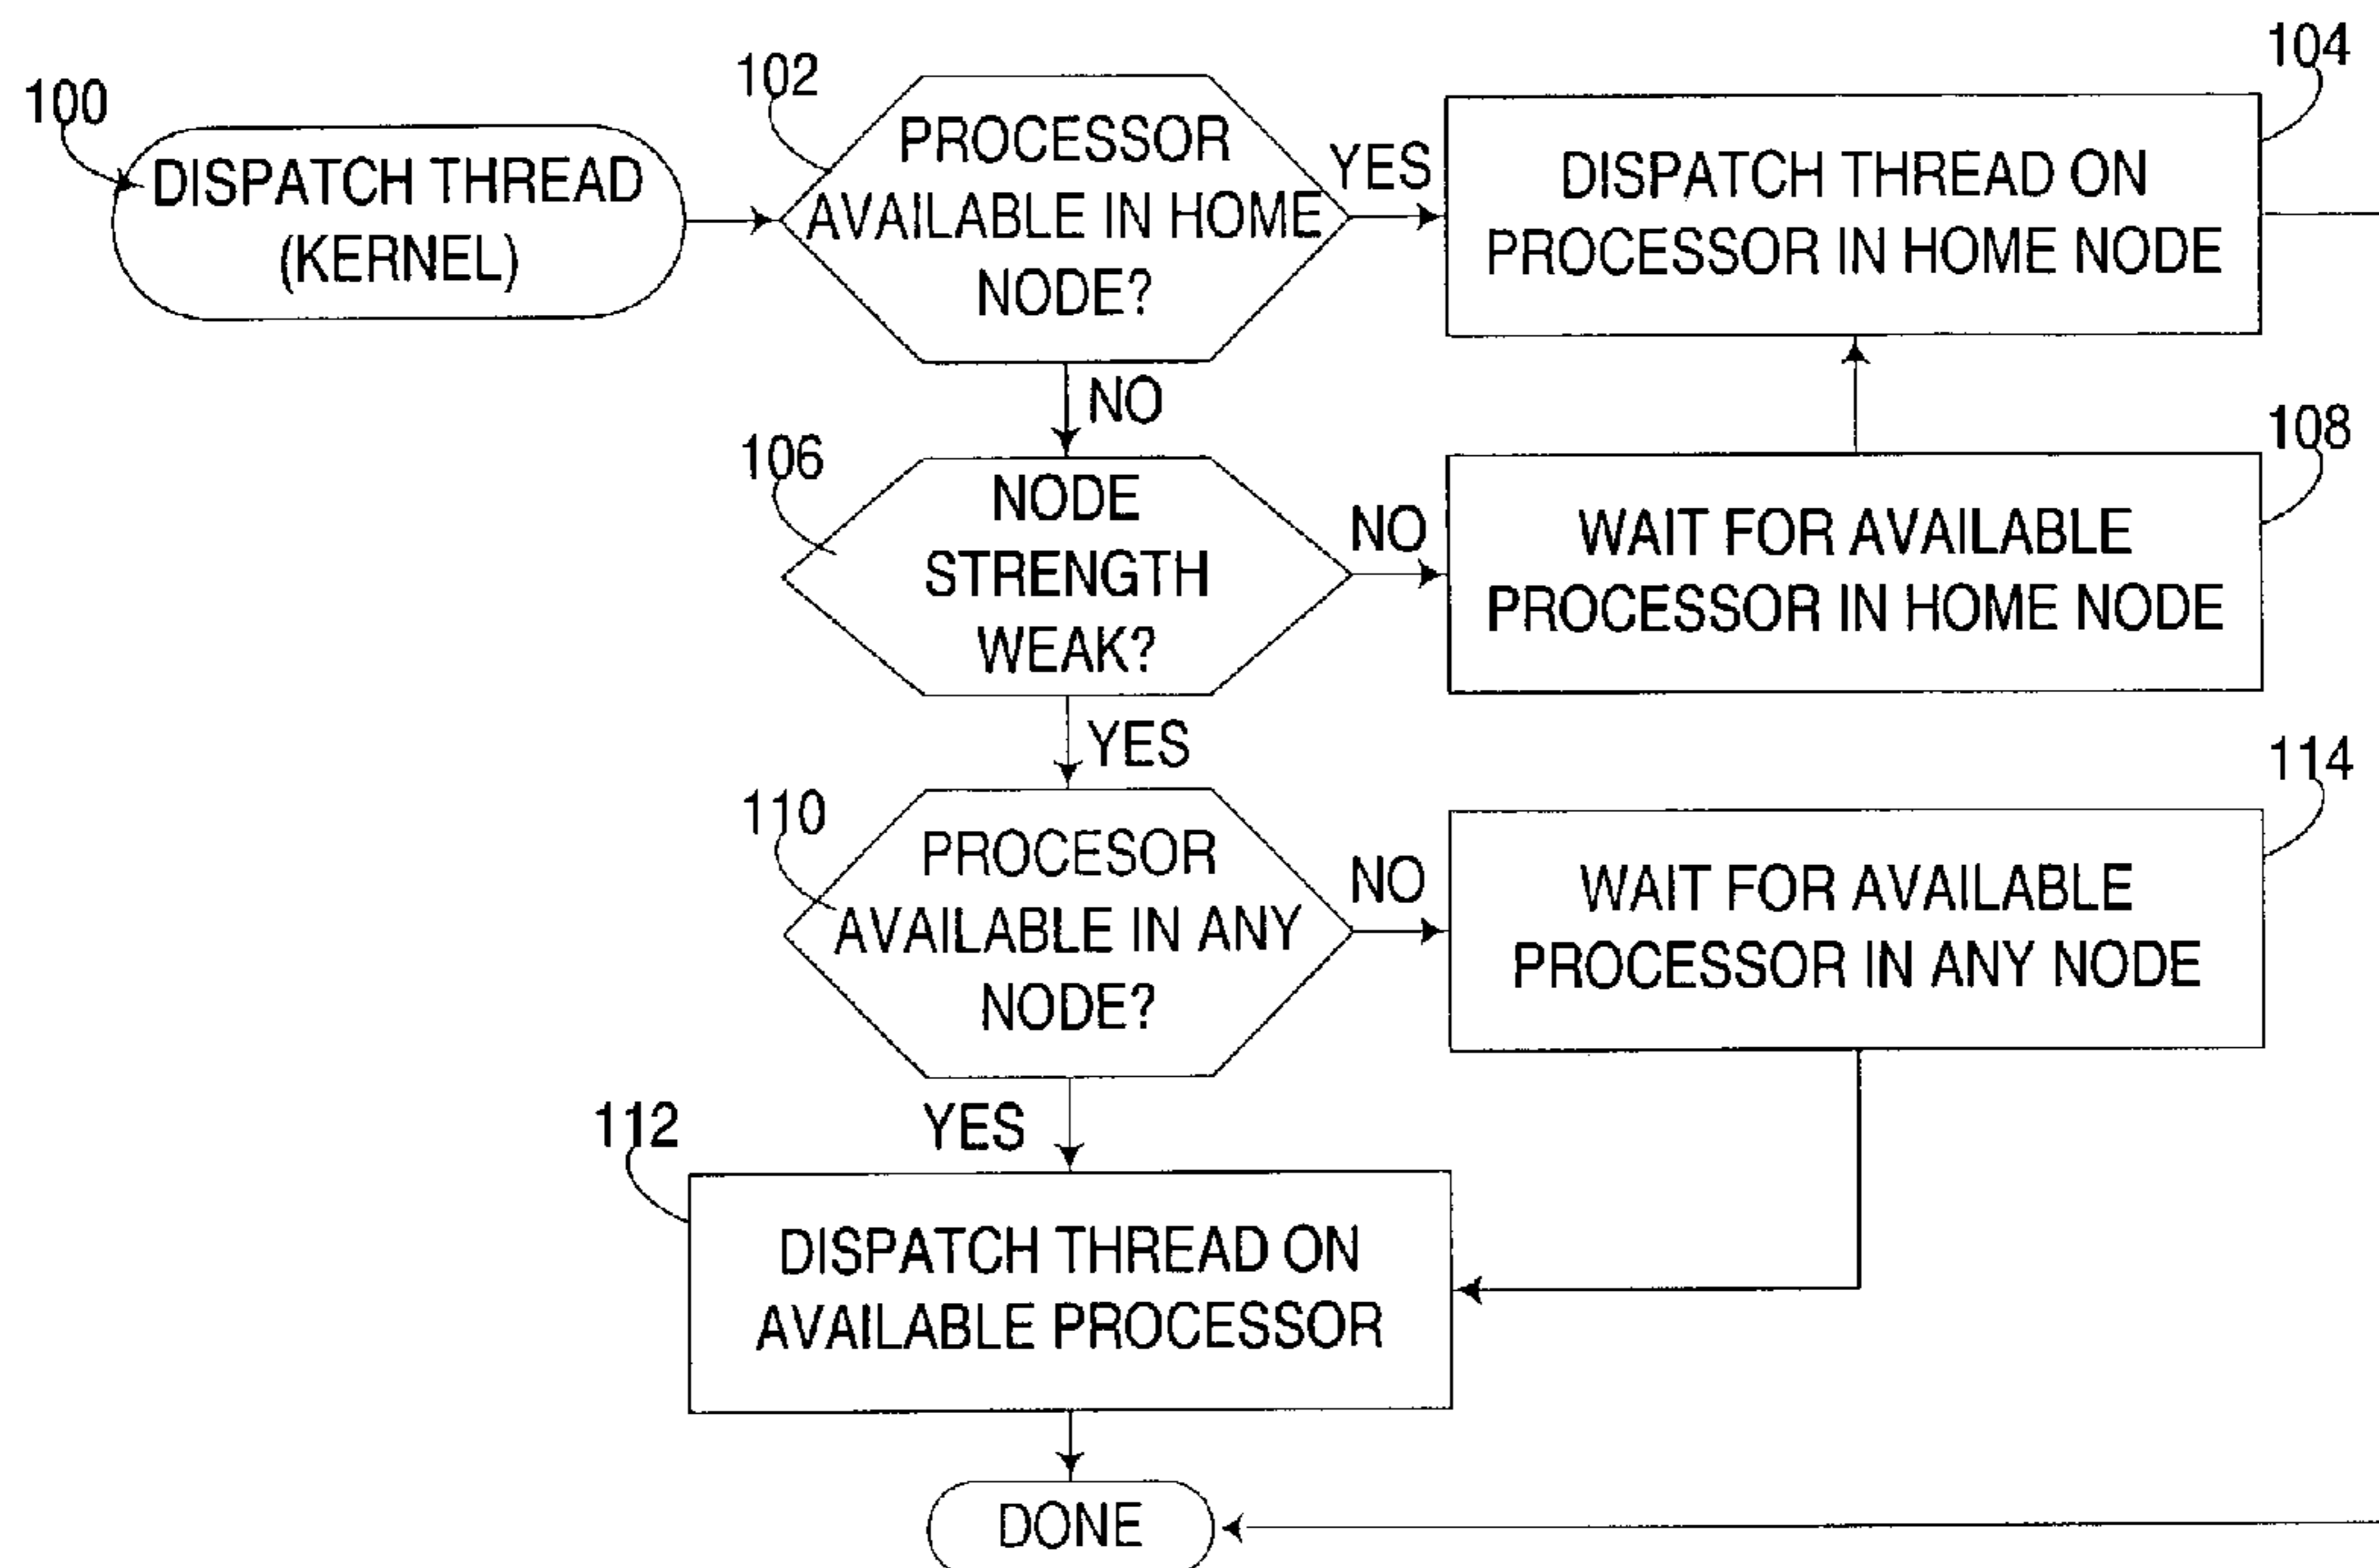 100
DISPATCH THREAD
(KERNEL)
102
PROCESSOR
AVAILABLE IN HOME
NODE?
YES
104
DISPATCH THREAD ON
PROCESSOR IN HOME NODE
NO
106
NODE
STRENGTH
WEAK?
NO
108
WAIT FOR AVAILABLE
PROCESSOR IN HOME NODE
YES
110
PROCESOR
AVAILABLE IN ANY
NODE?
NO
114
WAIT FOR AVAILABLE
PROCESSOR IN ANY NODE
YES
112
DISPATCH THREAD ON
AVAILABLE PROCESSOR
DONE